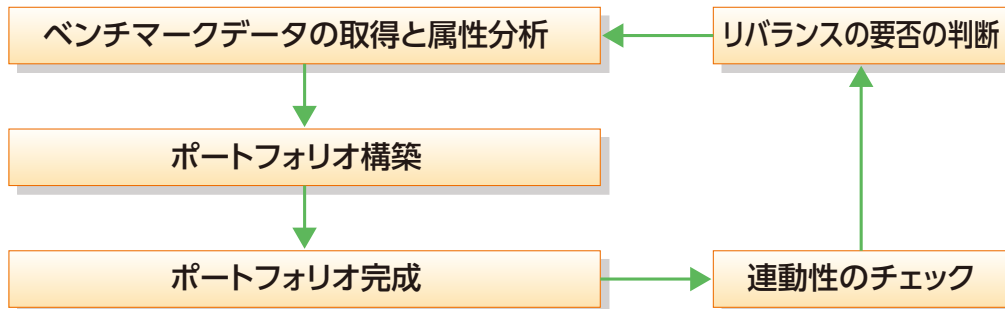 ベンチマークデータの取得と属性分析
リバランスの要否の判断
ポートフォリオ構築
ポートフォリオ完成
連動性のチェック